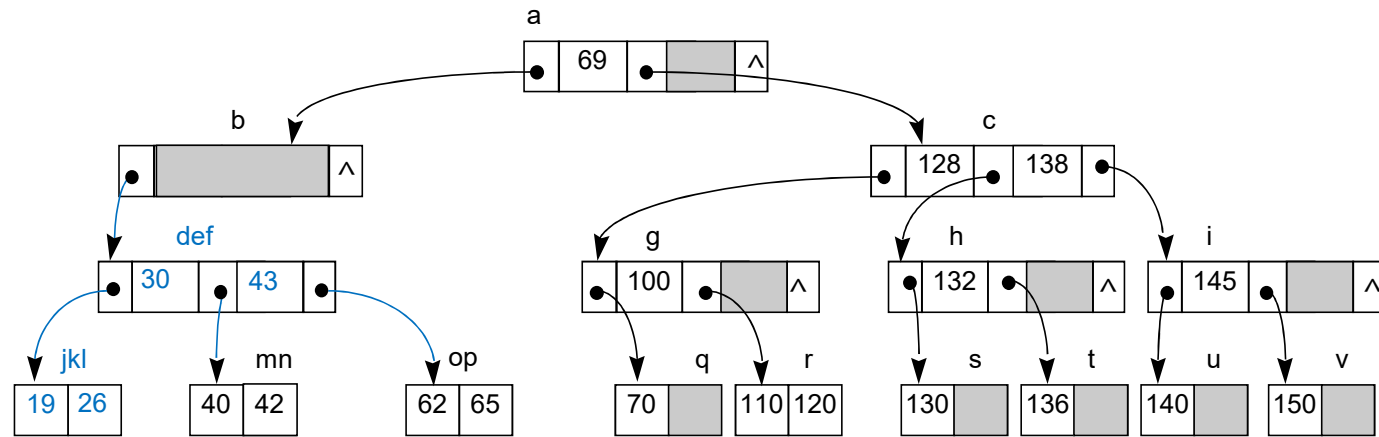 a
69 ^
b c
^ 128 138
def g h i
30 43 100 ^ 132 ^ 145 ^
jkl mn op q r s t u v
19 26 40 42 62 65 70 110 120 130 136 140 150